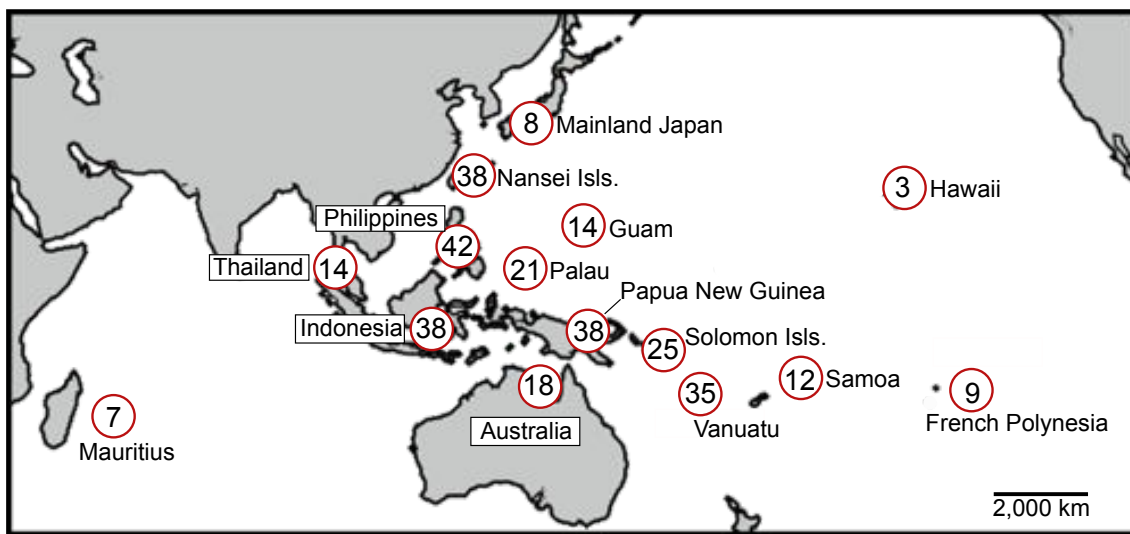 8 Mainland Japan
38 Nansei Isls.
3 Hawaii
Philippines
14 Guam
42
Thailand 14
21 Palau
Papua New Guinea
Indonesia 38
38
Solomon Isls.
25
18
12 Samoa
35
9
7
Mauritius
Australia
Vanuatu
French Polynesia
2,000 km